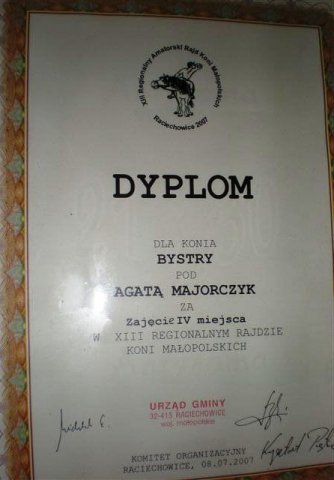 XIII Regionalny Amatorski Rajd Koni Małopolskich
Raciechowice 2007
DYPLOM
DLA KONIA
BYSTRY
POD
AGATĄ MAJORCZYK
ZA
Zajęcie IV miejsca
W XIII REGIONALNYM RAJDZIE
KONI MAŁOPOLSKICH
URZĄD GMINY
32-415 RACIECHOWICE
woj. małopolskie
KOMITET ORGANIZACYJNY
RACIECHOWICE, 08.07.2007